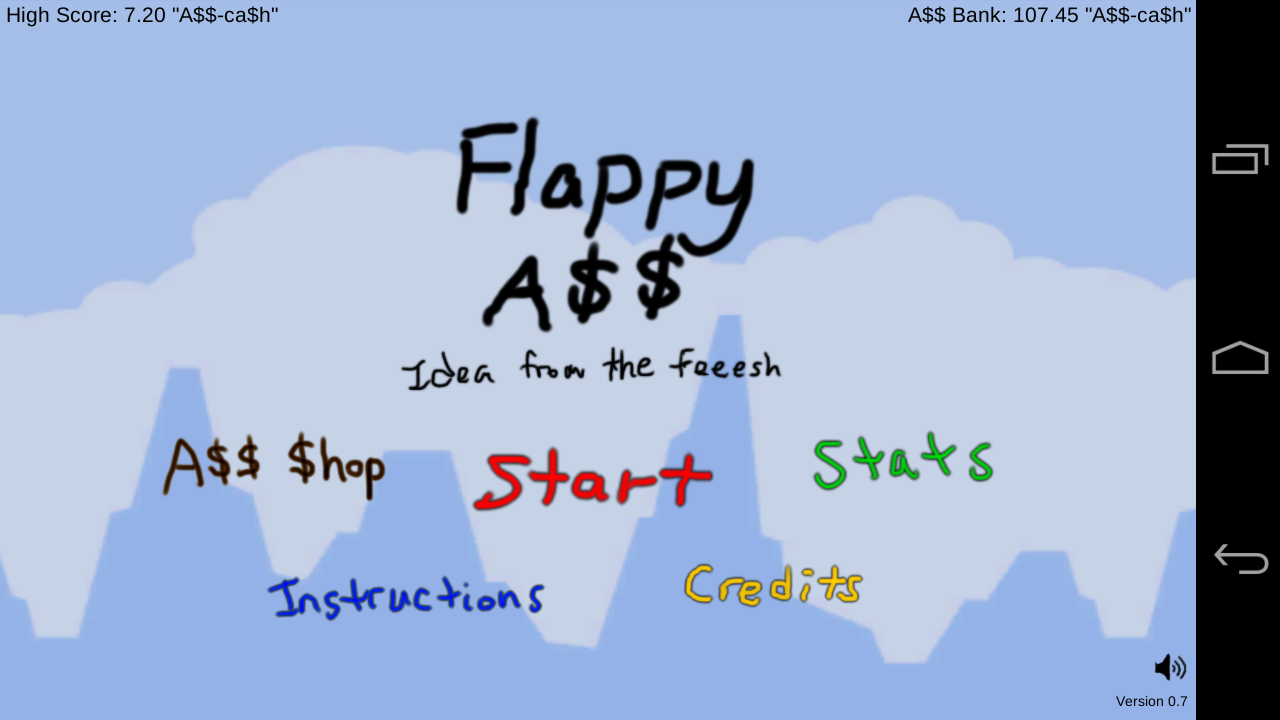 High Score: 7.20 "A$$-ca$h"
A$$ Bank: 107.45 "A$$-ca$h"
Flappy
A$$
Idea from the feeesh
A$$ $hop
Start
Stats
Instructions
Credits
Version 0.7